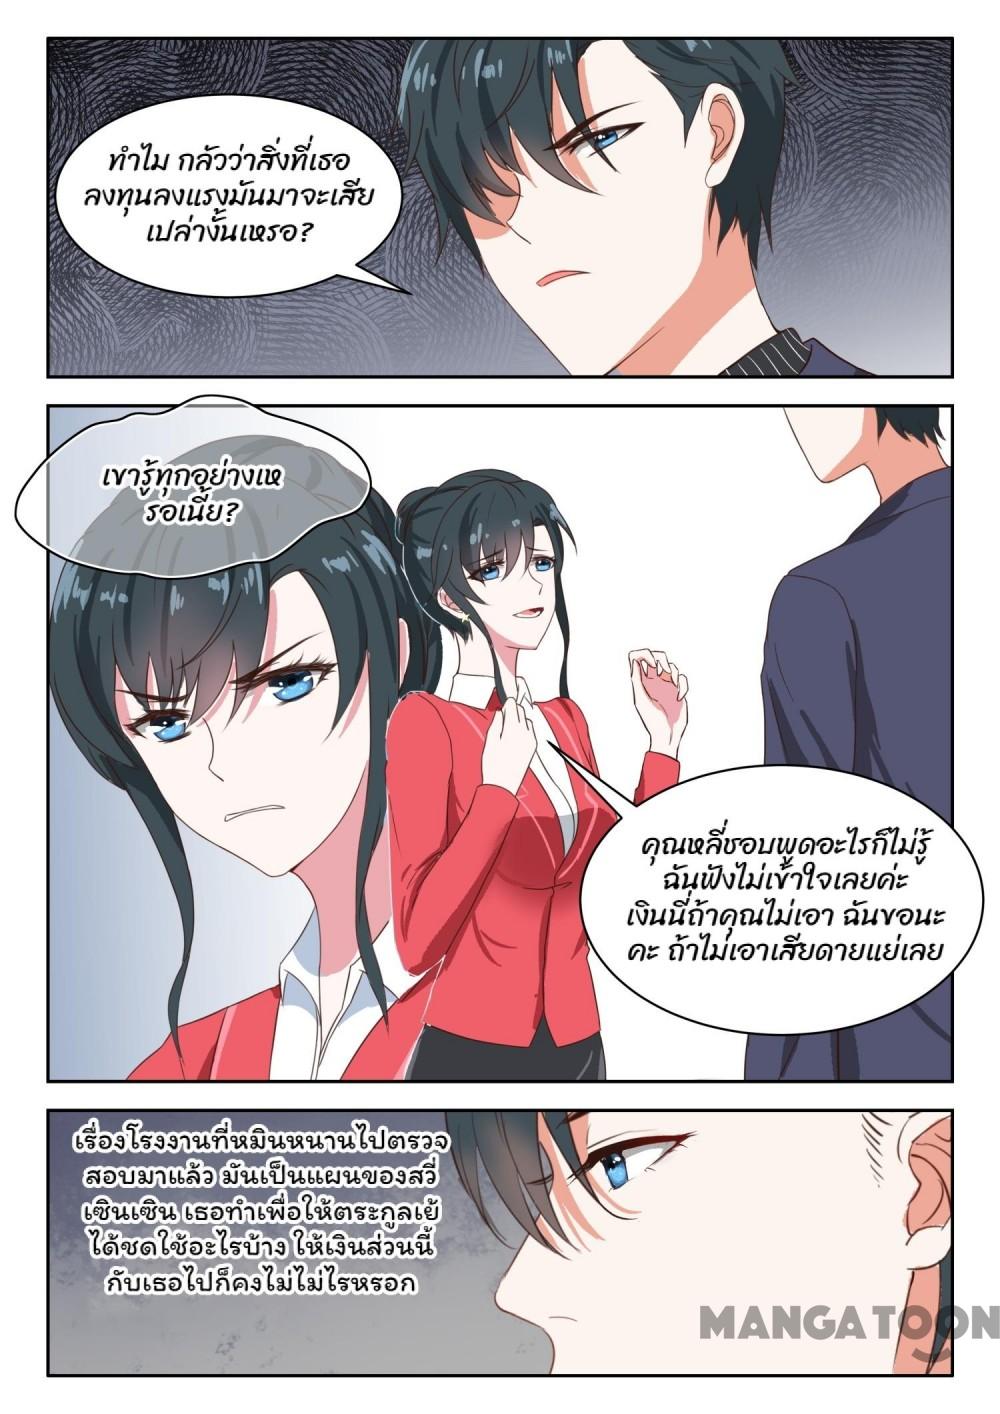 ทำไม กลัวว่าสิ่งที่เธอ
ลงทุนลงแรงมันมาจะเสีย
เปล่างั้นเหรอ?
เขารู้ทุกอย่างเห
รอเนี้ย?
คุณหลี่ชอบพูดอะไรก็ไม่รู้
ฉันฟังไม่เข้าใจเลยค่ะ
เงินนี่ถ้าคุณไม่เอา ฉันขอนะ
คะ ถ้าไม่เอาเสียดายแย่เลย
เรื่องโรงงานที่หมินหนานไปตรวจ
สอบมาแล้ว มันเป็นแผนของสวี่
เซินเซิน เธอทำเพื่อให้ตระกูลเย้
ได้ชดใช้อะไรบ้าง ให้เงินส่วนนี้
กับเธอไปก็คงไม่ไม่ไรหรอก
MANGATOON